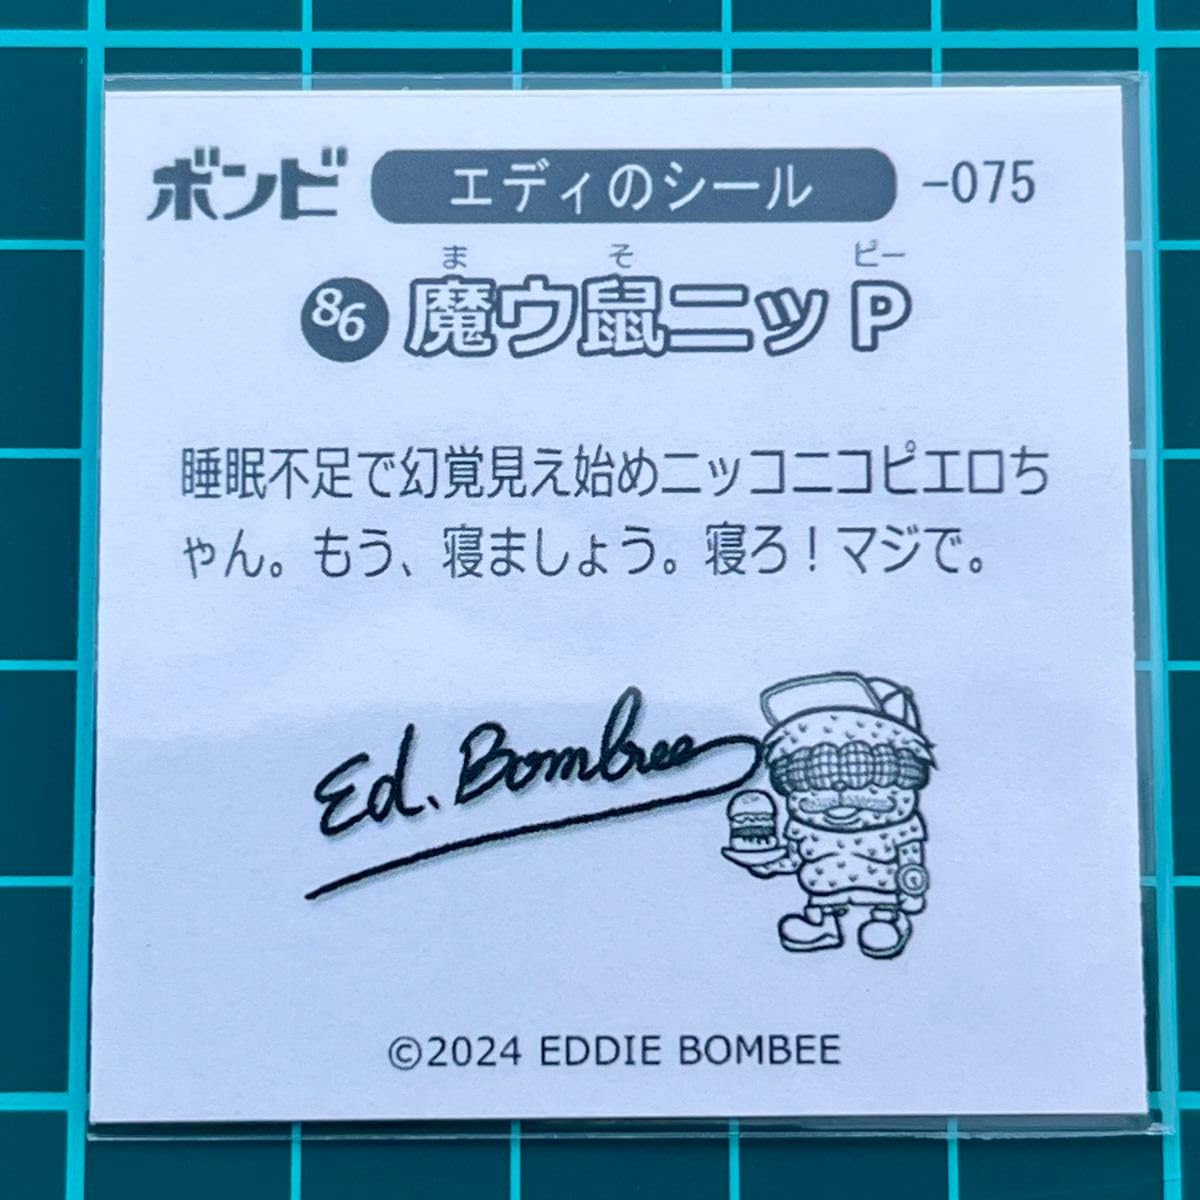 ボンビ エディのシール -075
ま そ ピー
86 魔ウ鼠ニッP
睡眠不足で幻覚見え始めニッコニコピエロち
ゃん。もう、寝ましょう。寝ろ！マジで。
Ed. Bombee
©2024 EDDIE BOMBEE